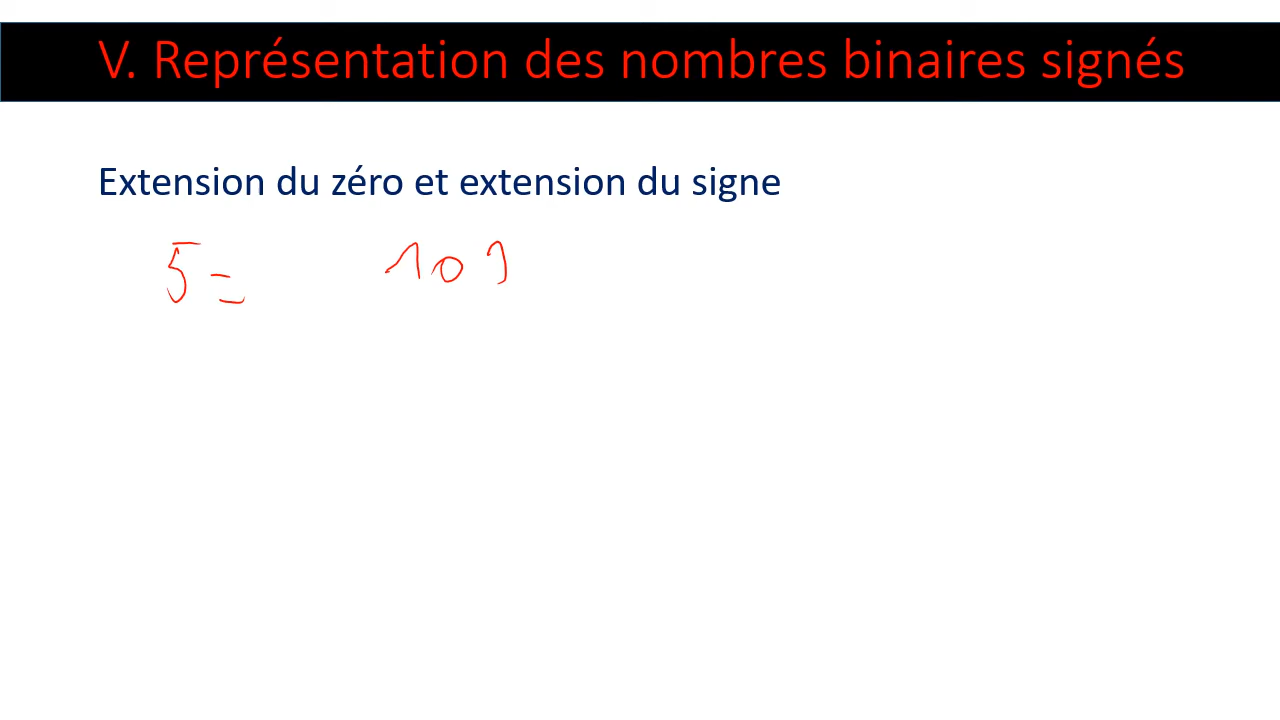 V. Représentation des nombres binaires signés
Extension du zéro et extension du signe
5 = 101